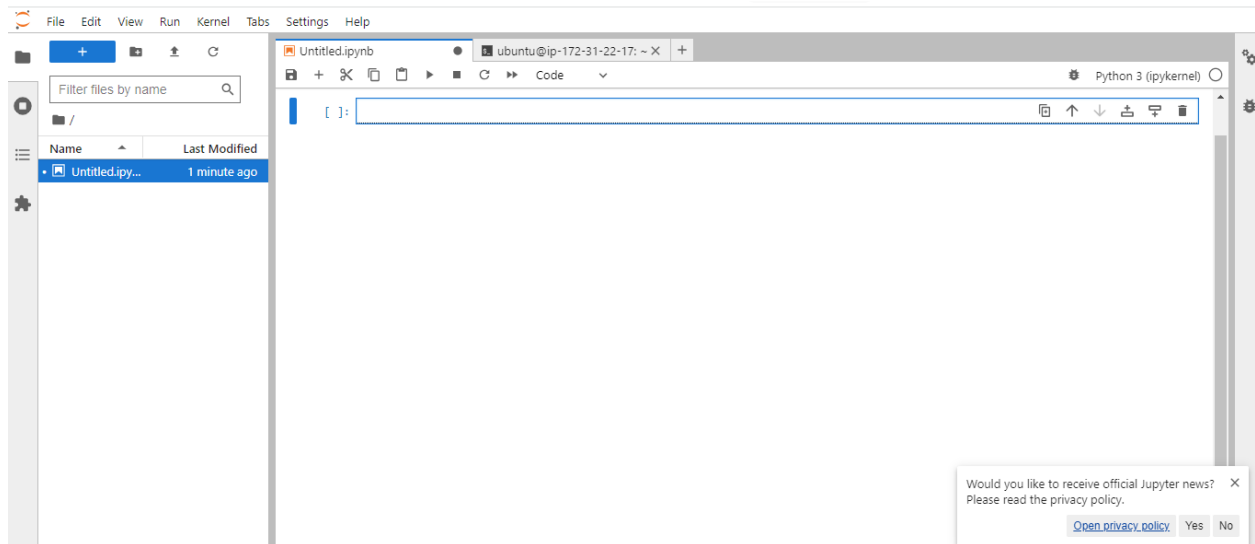 File Edit View Run Kernel Tabs Settings Help
+
Filter files by name
/
Name Last Modified
Untitled.ipy... 1 minute ago
Untitled.ipynb ubuntu@ip-172-31-22-17: ~ × +
Code Python 3 (ipykernel)
[ ]:
Would you like to receive official Jupyter news?
Please read the privacy policy.
Open privacy policy Yes No